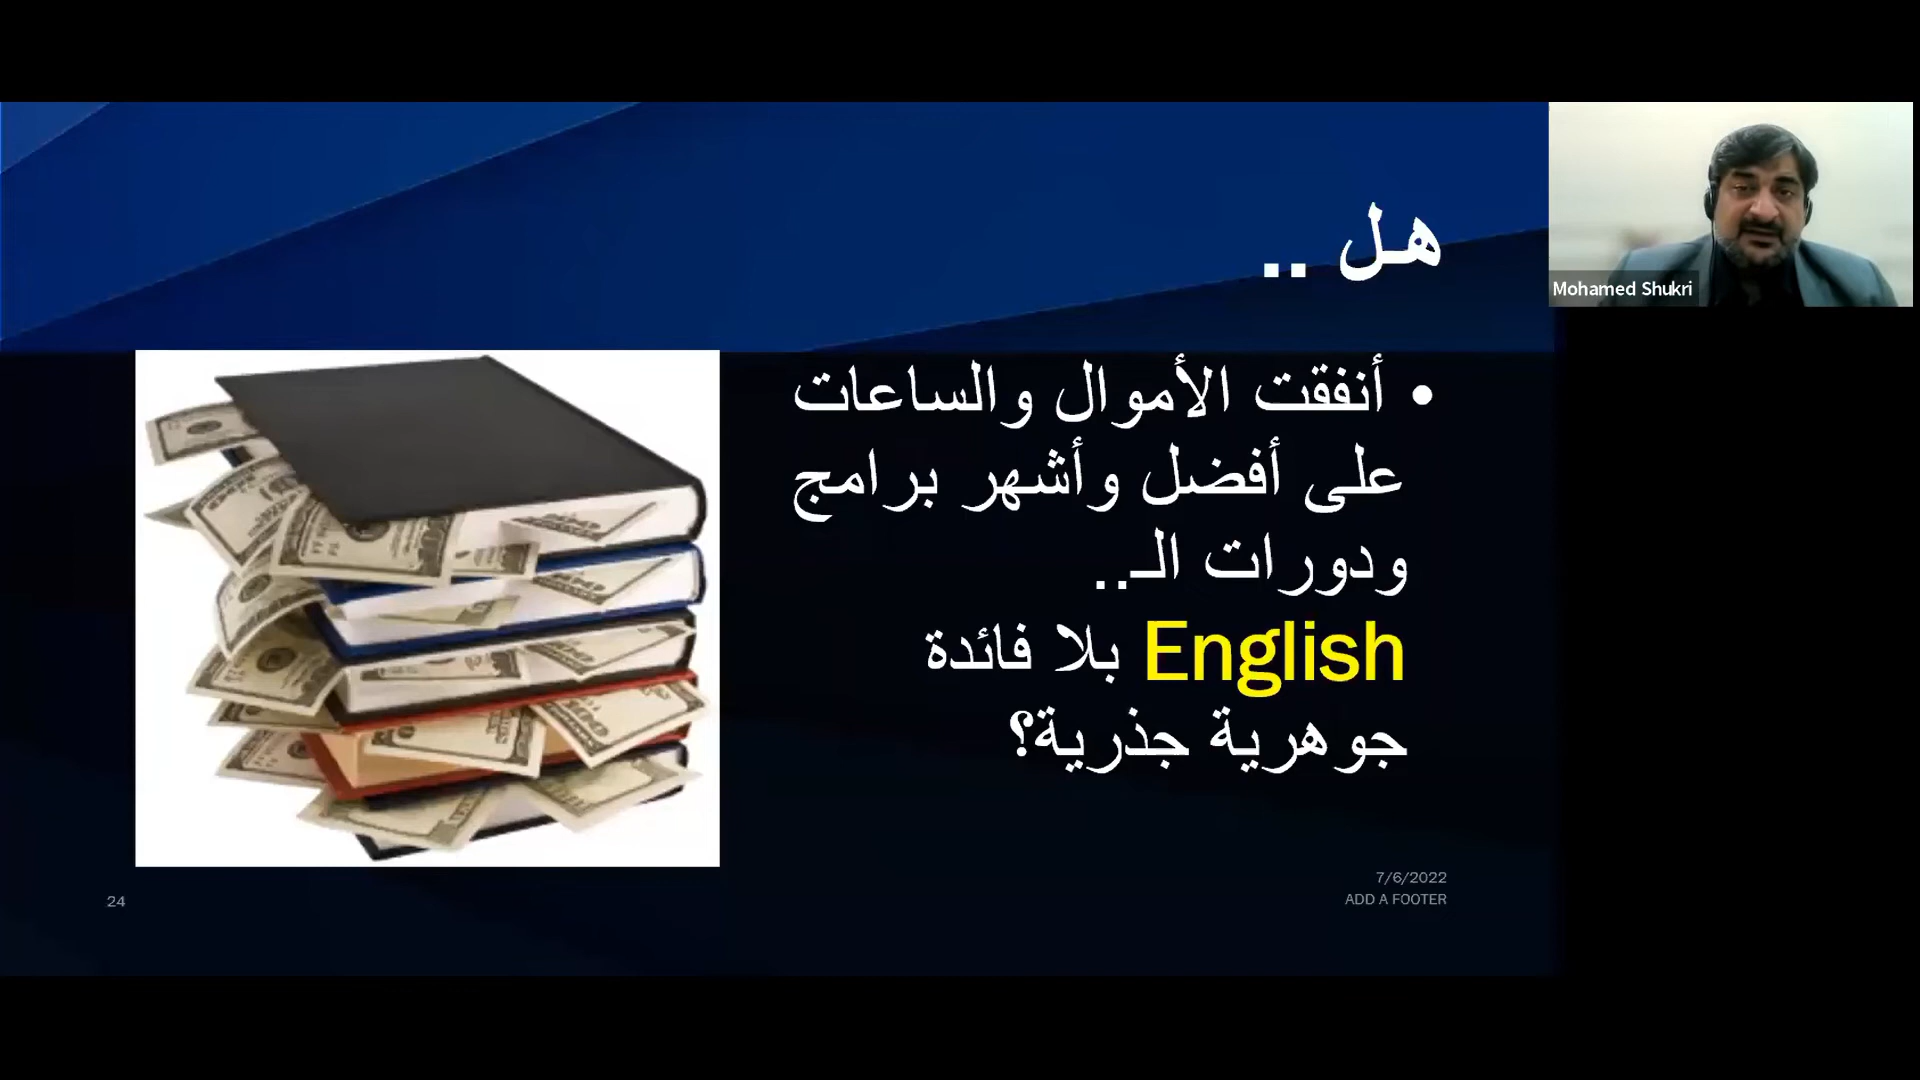 هل ..
• أنفقت الأموال والساعات
على أفضل وأشهر برامج
ودورات الـ..
English بلا فائدة
جوهرية جذرية؟
Mohamed Shukri
7/6/2022
ADD A FOOTER
24